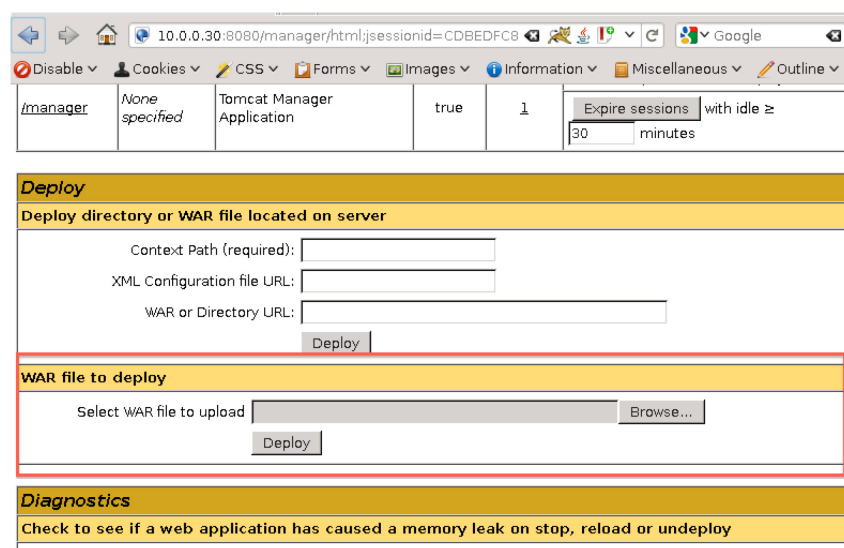 10.0.0.30:8080/manager/html;jsessionid=CDBEDFC8 Google
Disable Cookies CSS Forms Images Information Miscellaneous Outline
/manager None specified Tomcat Manager Application true 1 Expire sessions with idle ≥
30 minutes
Deploy
Deploy directory or WAR file located on server
Context Path (required):
XML Configuration file URL:
WAR or Directory URL:
Deploy
WAR file to deploy
Select WAR file to upload Browse...
Deploy
Diagnostics
Check to see if a web application has caused a memory leak on stop, reload or undeploy